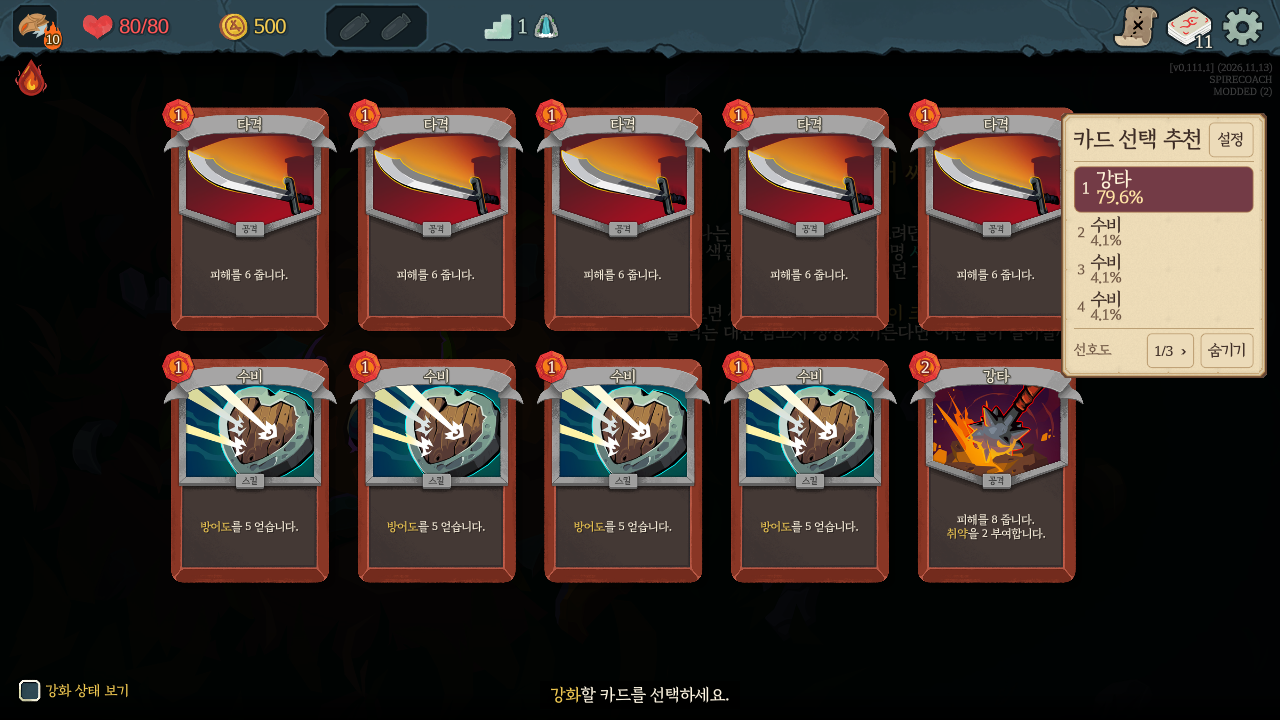 10
80/80
500
1
11
[v0.111.1] (2026.11.13)
SPIRECOACH
MODDED (2)
1
타격
공격
피해를 6 줍니다.
1
타격
공격
피해를 6 줍니다.
1
타격
공격
피해를 6 줍니다.
1
타격
공격
피해를 6 줍니다.
1
타격
공격
피해를 6 줍니다.
카드 선택 추천
설정
1 강타
79.6%
2 수비
4.1%
3 수비
4.1%
4 수비
4.1%
선호도
1/3 ›
숨기기
1
수비
스킬
방어도를 5 얻습니다.
1
수비
스킬
방어도를 5 얻습니다.
1
수비
스킬
방어도를 5 얻습니다.
1
수비
스킬
방어도를 5 얻습니다.
2
강타
공격
피해를 8 줍니다.
취약을 2 부여합니다.
강화 상태 보기
강화할 카드를 선택하세요.